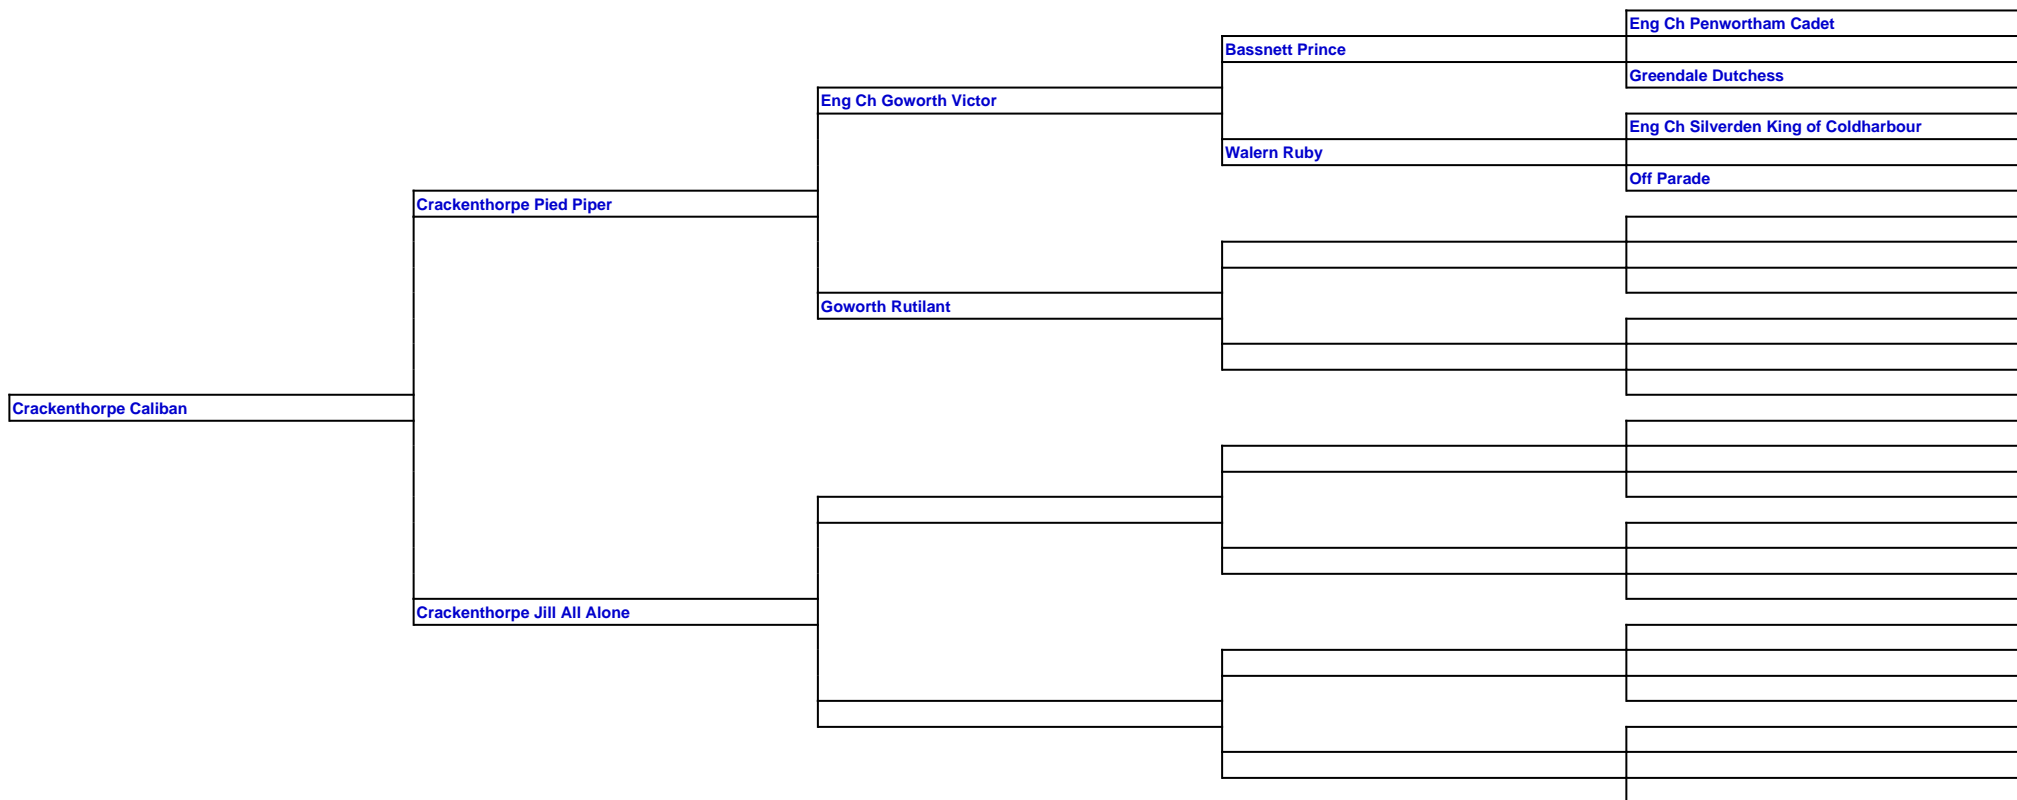 Eng Ch Penwortham Cadet
Bassnett Prince
Greendale Dutchess
Eng Ch Goworth Victor
Eng Ch Silverden King of Coldharbour
Walern Ruby
Off Parade
Crackenthorpe Pied Piper
Goworth Rutilant
Crackenthorpe Caliban
Crackenthorpe Jill All Alone